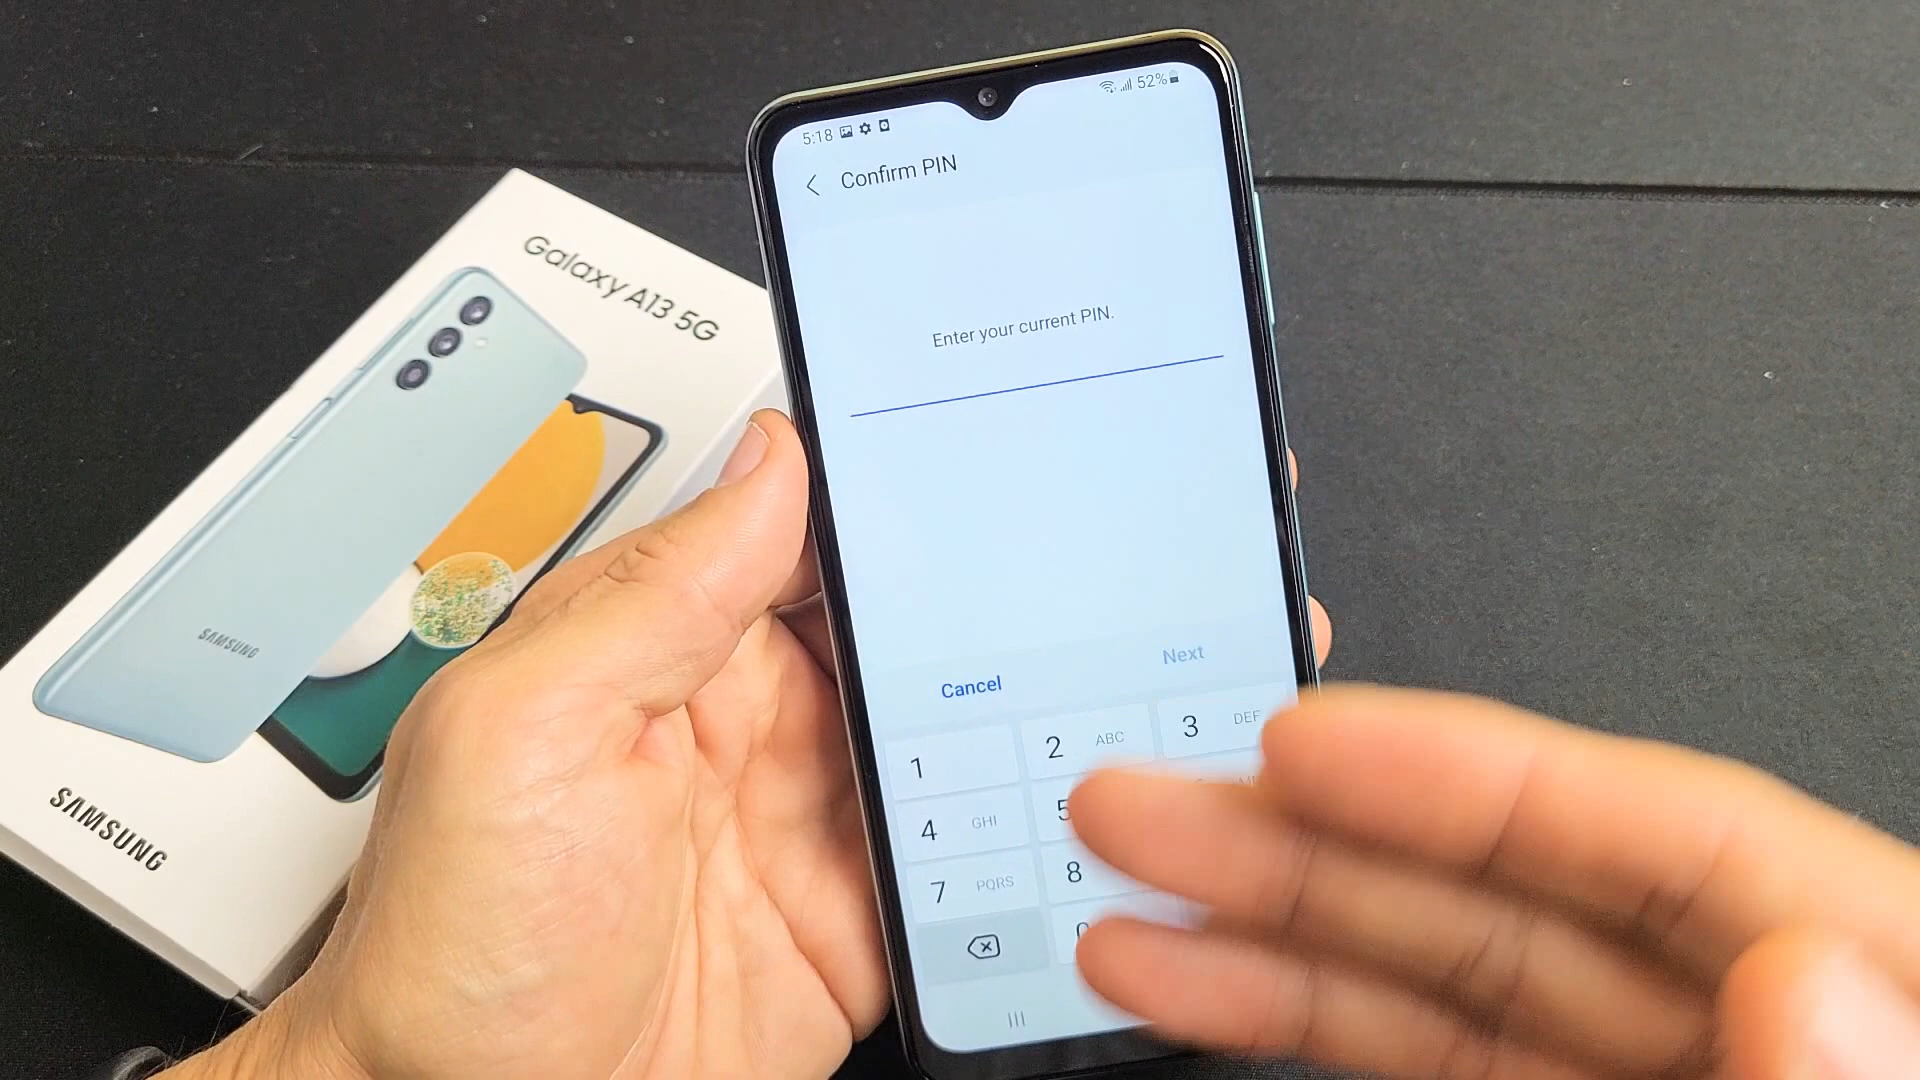 Galaxy A13 5G
SAMSUNG
SAMSUNG
5:18
52%
Confirm PIN
Enter your current PIN.
Cancel
Next
1
2 ABC
3 DEF
4 GHI
5
7 PQRS
8